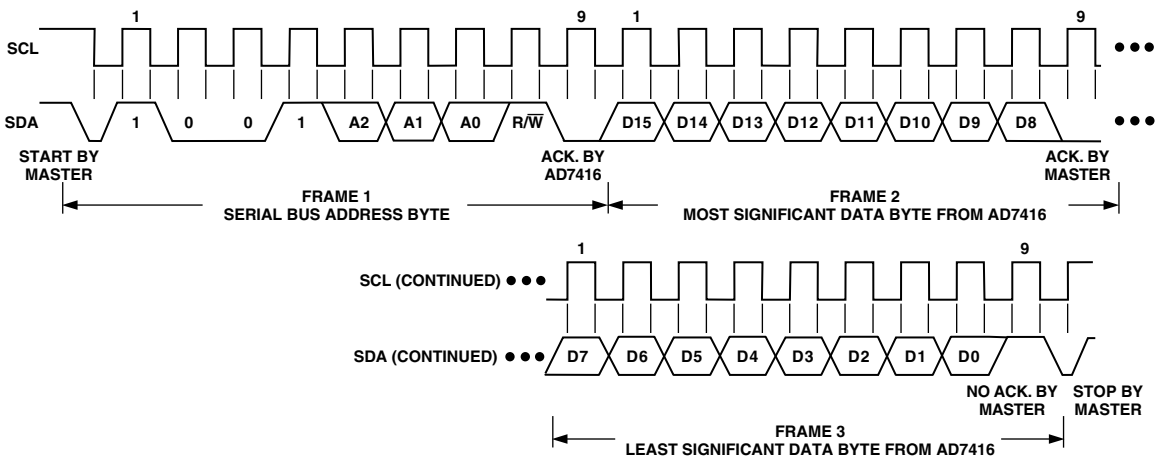 1 9 1 9
SCL
SDA 1 0 0 1 A2 A1 A0 R/W̅ D15 D14 D13 D12 D11 D10 D9 D8
START BY
MASTER
ACK. BY
AD7416
ACK. BY
MASTER
FRAME 1
SERIAL BUS ADDRESS BYTE
FRAME 2
MOST SIGNIFICANT DATA BYTE FROM AD7416
1 9
SCL (CONTINUED)
SDA (CONTINUED) D7 D6 D5 D4 D3 D2 D1 D0
NO ACK. BY
MASTER
STOP BY
MASTER
FRAME 3
LEAST SIGNIFICANT DATA BYTE FROM AD7416